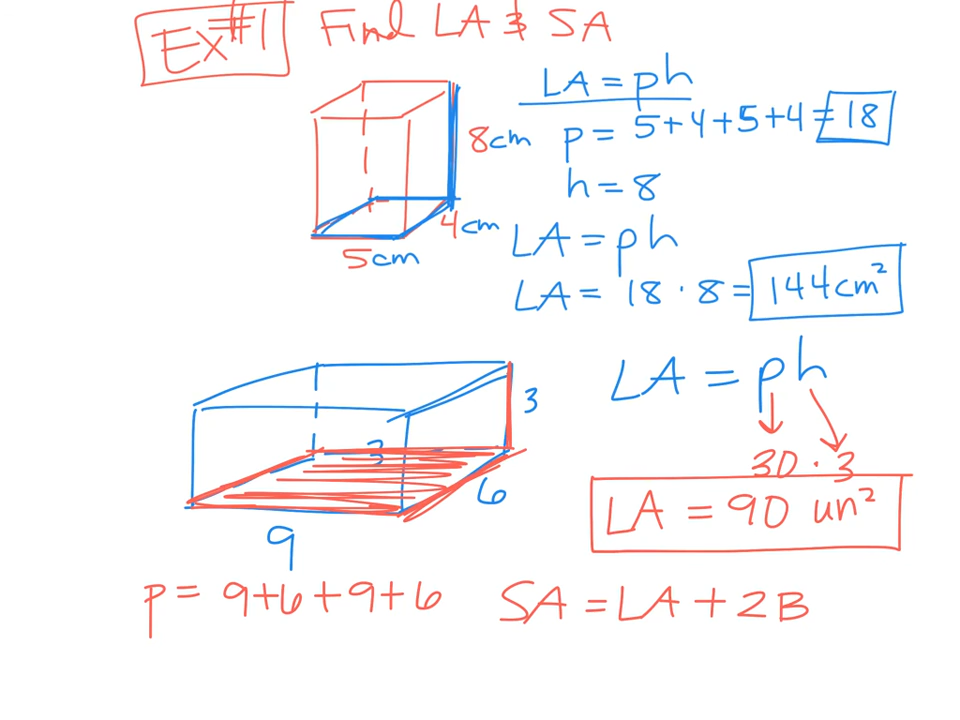 Ex#1 Find LA & SA
LA = ph
8cm
p = 5+4+5+4 = 18
h = 8
4cm
5cm
LA = ph
LA = 18 · 8 = 144cm²
LA = ph
3
3
30 · 3
6
LA = 90 un²
9
p = 9+6+9+6
SA = LA + 2B